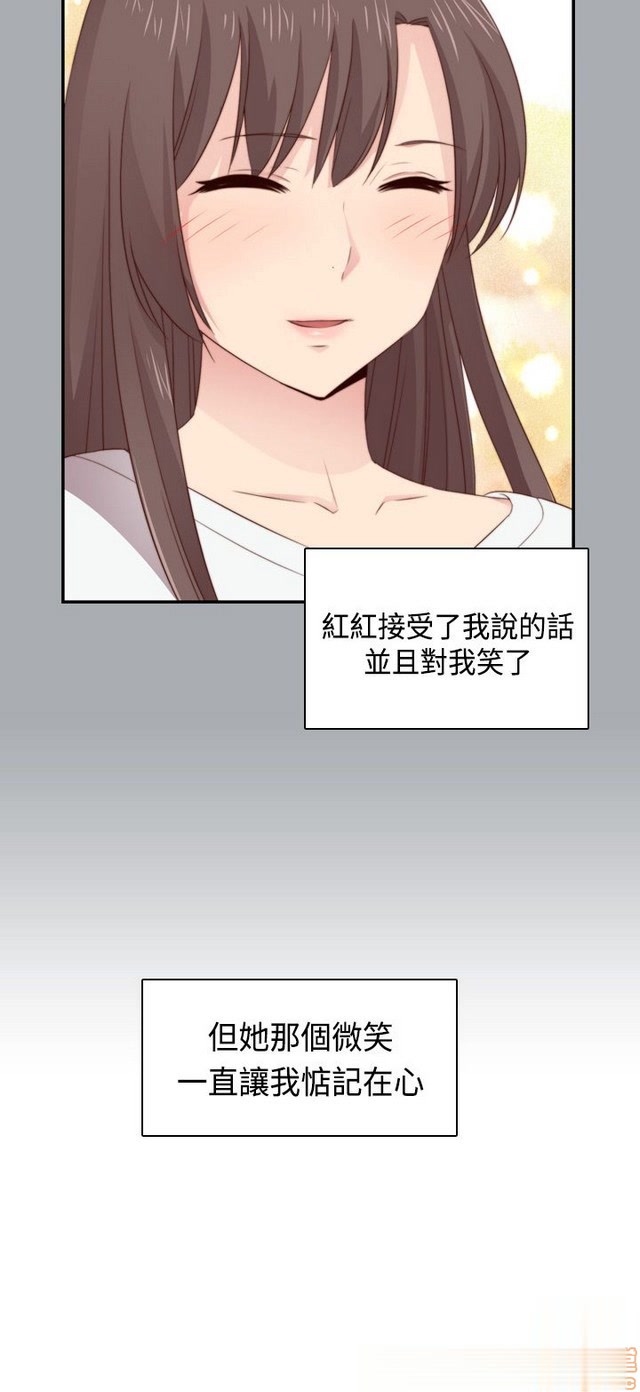 紅紅接受了我說的話
並且對我笑了
但她那個微笑
一直讓我惦記在心